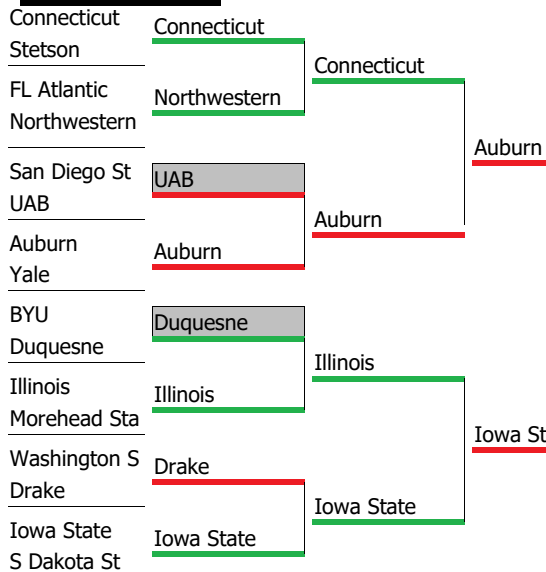 Connecticut
Stetson
FL Atlantic
Northwestern
San Diego St
UAB
Auburn
Yale
BYU
Duquesne
Illinois
Morehead Sta
Washington S
Drake
Iowa State
S Dakota St
Connecticut
Northwestern
UAB
Auburn
Duquesne
Illinois
Drake
Iowa State
Connecticut
Auburn
Illinois
Iowa State
Auburn
Iowa St